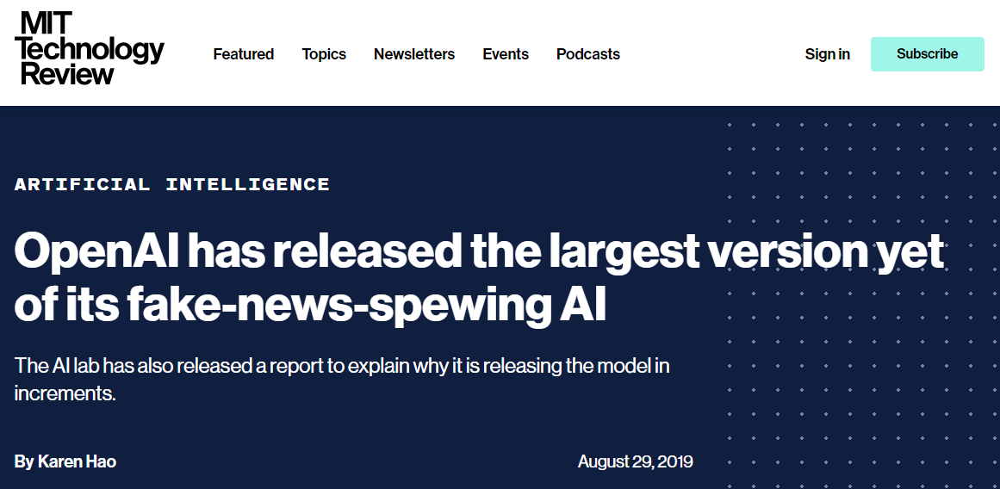 MIT
Technology
Review
Featured Topics Newsletters Events Podcasts Sign in Subscribe
ARTIFICIAL INTELLIGENCE
OpenAI has released the largest version yet
of its fake-news-spewing AI
The AI lab has also released a report to explain why it is releasing the model in
increments.
By Karen Hao August 29, 2019